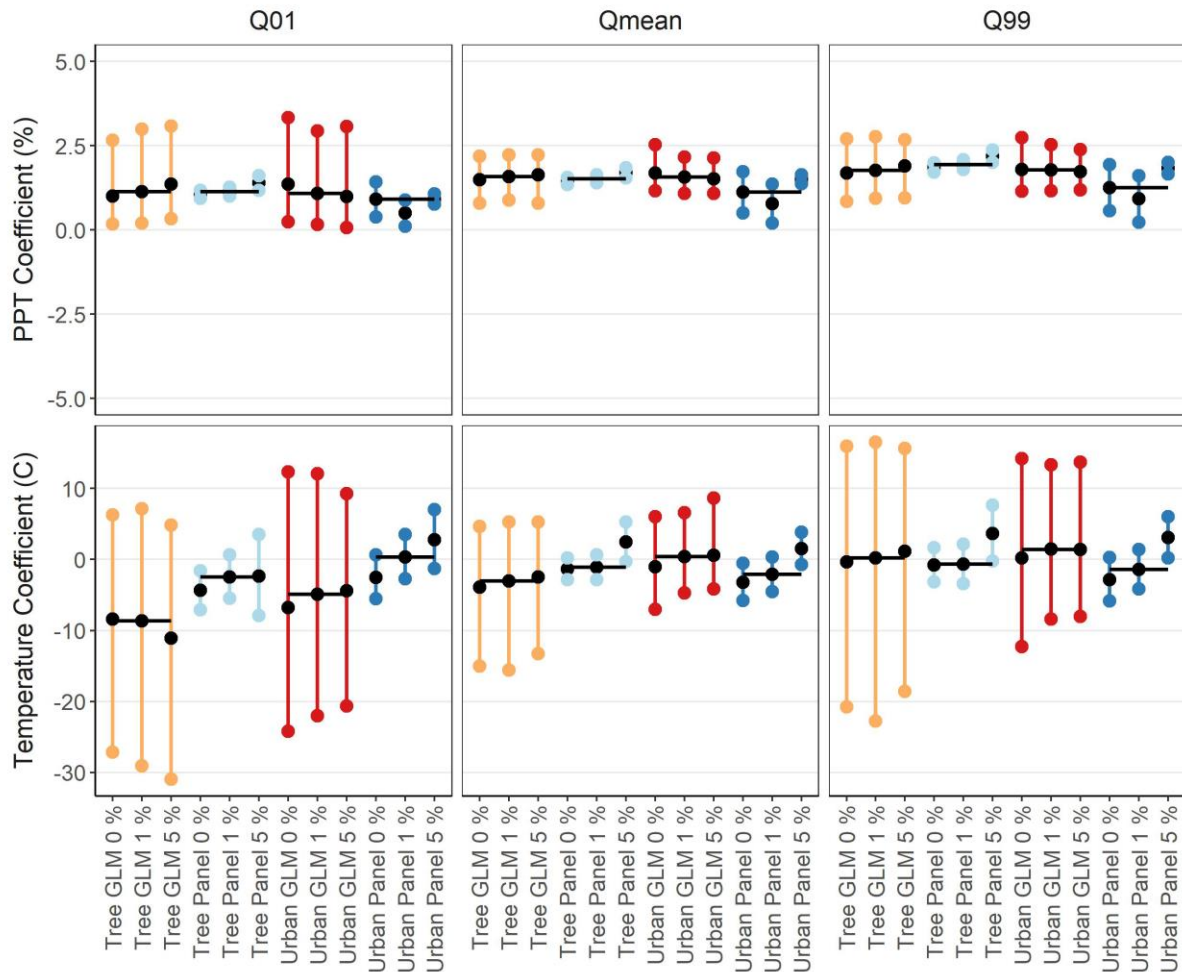 Q01 Qmean Q99
PPT Coefficient (%)
5.0
2.5
0.0
-2.5
-5.0
Temperature Coefficient (C)
10
0
-10
-20
-30
Tree GLM 0 %
Tree GLM 1 %
Tree GLM 5 %
Tree Panel 0 %
Tree Panel 1 %
Tree Panel 5 %
Urban GLM 0 %
Urban GLM 1 %
Urban GLM 5 %
Urban Panel 0 %
Urban Panel 1 %
Urban Panel 5 %
Tree GLM 0 %
Tree GLM 1 %
Tree GLM 5 %
Tree Panel 0 %
Tree Panel 1 %
Tree Panel 5 %
Urban GLM 0 %
Urban GLM 1 %
Urban GLM 5 %
Urban Panel 0 %
Urban Panel 1 %
Urban Panel 5 %
Tree GLM 0 %
Tree GLM 1 %
Tree GLM 5 %
Tree Panel 0 %
Tree Panel 1 %
Tree Panel 5 %
Urban GLM 0 %
Urban GLM 1 %
Urban GLM 5 %
Urban Panel 0 %
Urban Panel 1 %
Urban Panel 5 %